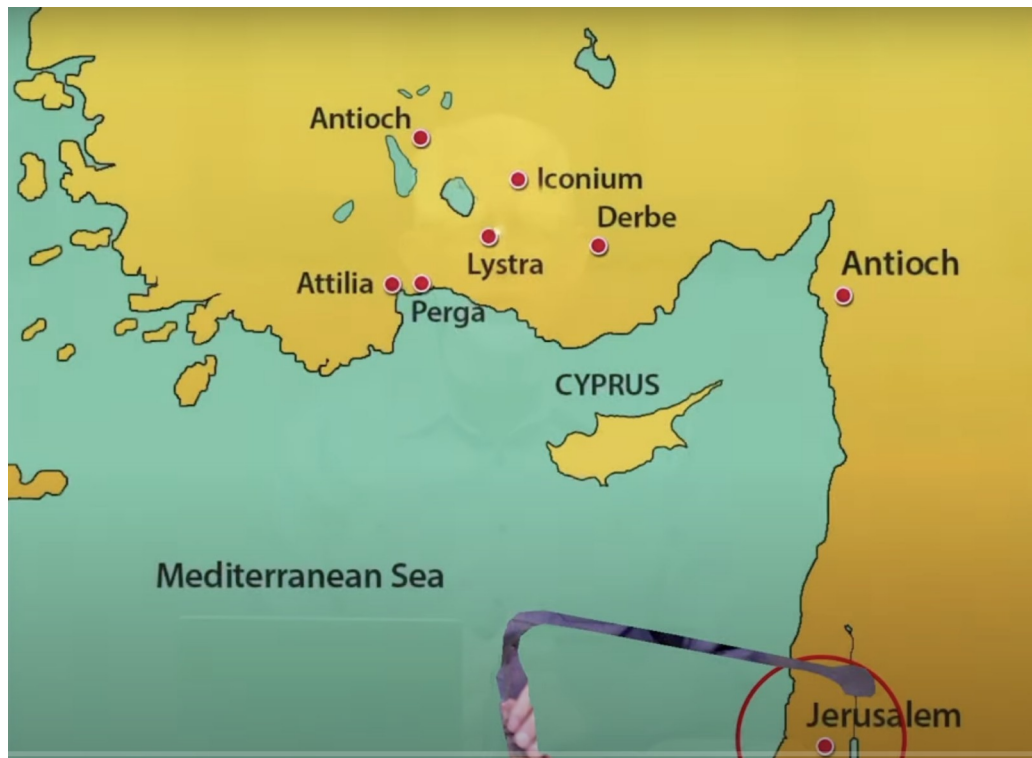 Antioch
Iconium
Derbe
Lystra
Antioch
Attilia
Perga
CYPRUS
Mediterranean Sea
Jerusalem